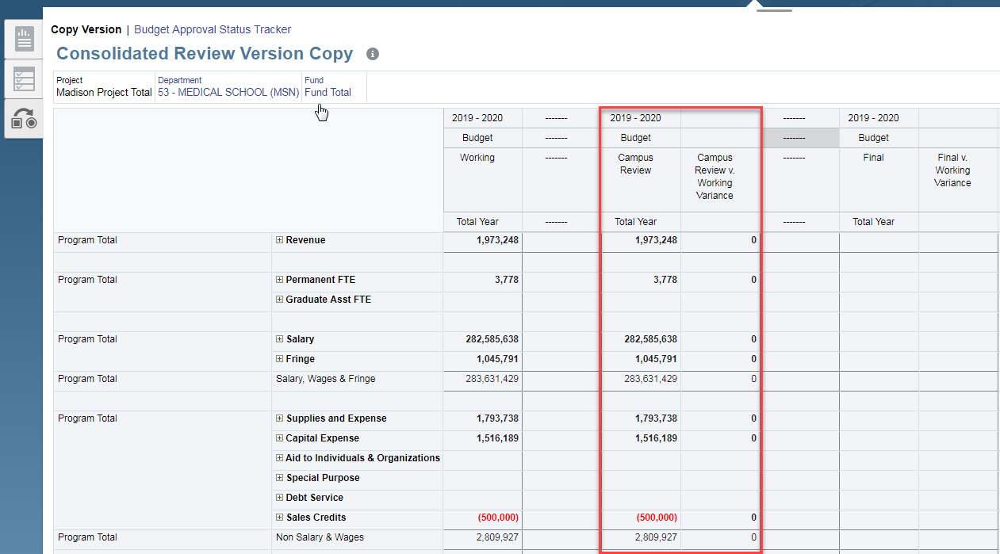 Copy Version | Budget Approval Status Tracker
Consolidated Review Version Copy i
Project Department Fund
Madison Project Total 53 - MEDICAL SCHOOL (MSN) Fund Total
2019 - 2020 ------- 2019 - 2020 ------- 2019 - 2020
Budget ------- Budget ------- Budget
Working ------- Campus Review Campus Review v. Working Variance ------- Final Final v. Working Variance
Total Year ------- Total Year ------- Total Year
Program Total Revenue 1,973,248 1,973,248 0
Program Total Permanent FTE 3,778 3,778 0
Graduate Asst FTE
Program Total Salary 282,585,638 282,585,638 0
Fringe 1,045,791 1,045,791 0
Program Total Salary, Wages & Fringe 283,631,429 283,631,429 0
Program Total Supplies and Expense 1,793,738 1,793,738 0
Capital Expense 1,516,189 1,516,189 0
Aid to Individuals & Organizations
Special Purpose
Debt Service
Sales Credits (500,000) (500,000) 0
Program Total Non Salary & Wages 2,809,927 2,809,927 0